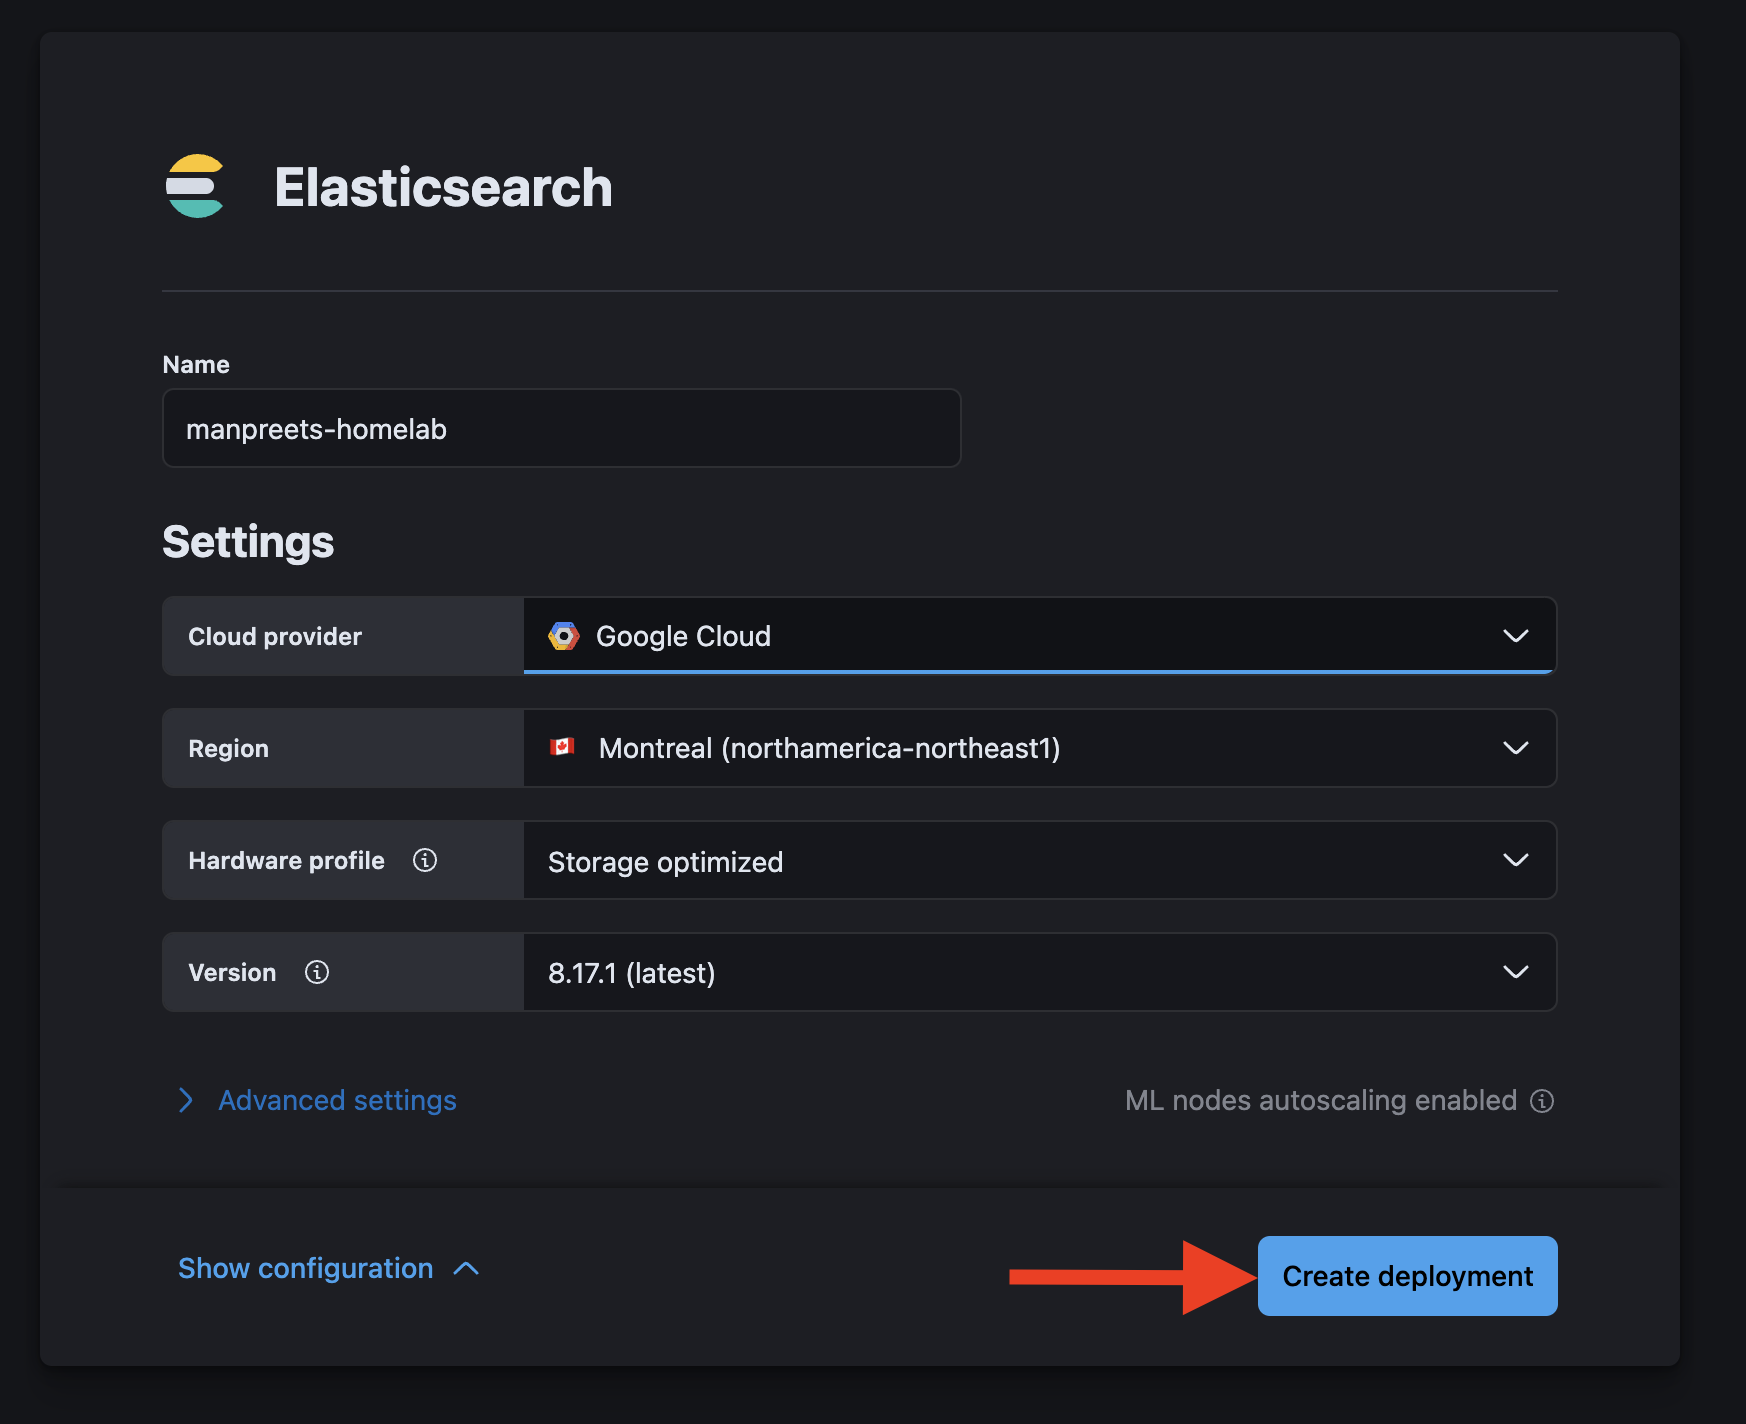 Elasticsearch
Name
manpreets-homelab
Settings
Cloud provider
Google Cloud
Region
Montreal (northamerica-northeast1)
Hardware profile
Storage optimized
Version
8.17.1 (latest)
Advanced settings
ML nodes autoscaling enabled
Show configuration
Create deployment